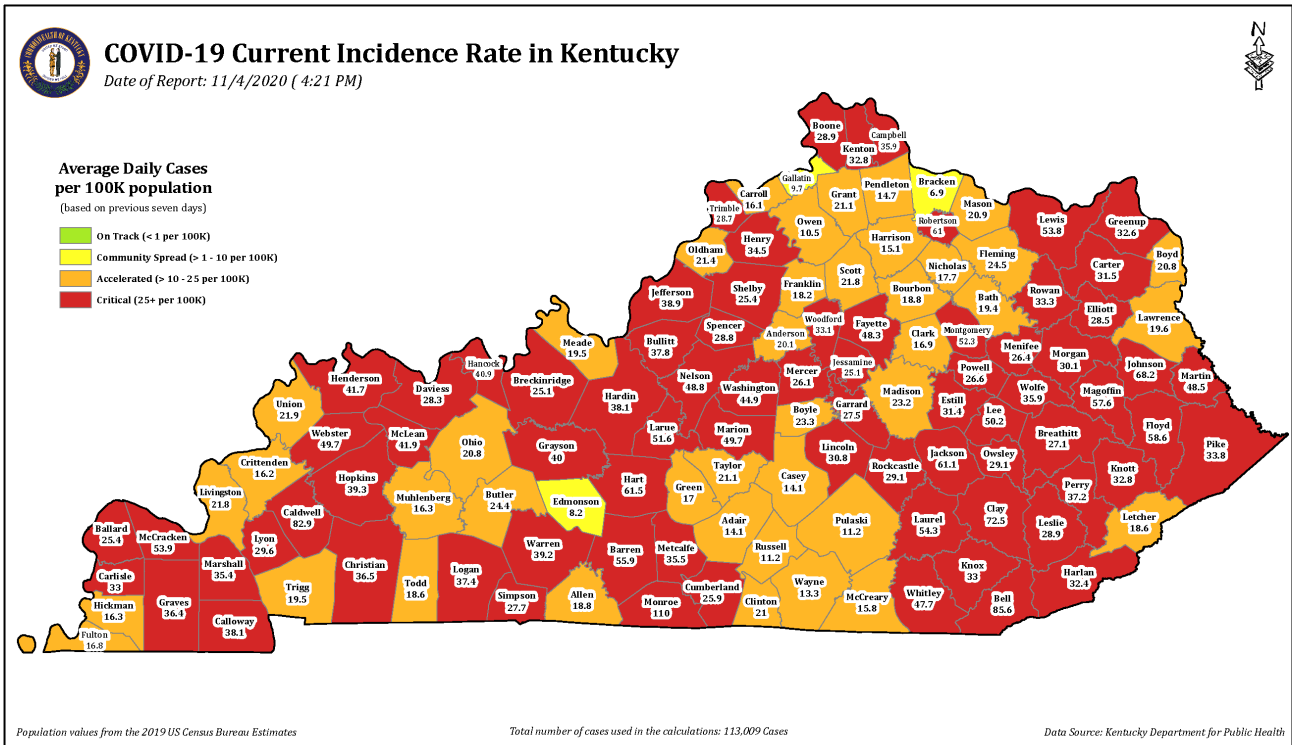 COVID-19 Current Incidence Rate in Kentucky
Date of Report: 11/4/2020 ( 4:21 PM)
N
Average Daily Cases
per 100K population
(based on previous seven days)
On Track (< 1 per 100K)
Community Spread (> 1 - 10 per 100K)
Accelerated (> 10 - 25 per 100K)
Critical (25+ per 100K)
Boone
28.9
Kenton
32.8
Campbell
35.9
Gallatin
9.7
Carroll
16.1
Trimble
28.7
Grant
21.1
Pendleton
14.7
Bracken
6.9
Mason
20.9
Robertson
61
Lewis
53.8
Greenup
32.6
Boyd
20.8
Carter
31.5
Owen
10.5
Henry
34.5
Oldham
21.4
Harrison
15.1
Nicholas
17.7
Fleming
24.5
Rowan
33.3
Elliott
28.5
Lawrence
19.6
Jefferson
38.9
Shelby
25.4
Franklin
18.2
Scott
21.8
Bourbon
18.8
Bath
19.4
Woodford
33.1
Fayette
48.3
Clark
16.9
Montgomery
52.3
Menifee
26.4
Morgan
30.1
Johnson
68.2
Martin
48.5
Spencer
28.8
Anderson
20.1
Bullitt
37.8
Meade
19.5
Hancock
40.9
Breckinridge
25.1
Nelson
48.8
Washington
44.9
Mercer
26.1
Jessamine
25.1
Madison
23.2
Powell
26.6
Wolfe
35.9
Magoffin
57.6
Henderson
41.7
Daviess
28.3
Hardin
38.1
Union
21.9
Boyle
23.3
Garrard
27.5
Estill
31.4
Lee
50.2
Breathitt
27.1
Floyd
58.6
Pike
33.8
Webster
49.7
McLean
41.9
Ohio
20.8
Grayson
40
Larue
51.6
Marion
49.7
Lincoln
30.8
Rockcastle
29.1
Jackson
61.1
Owsley
29.1
Knott
32.8
Perry
37.2
Crittenden
16.2
Hopkins
39.3
Livingston
21.8
Muhlenberg
16.3
Butler
24.4
Edmonson
8.2
Hart
61.5
Green
17
Taylor
21.1
Casey
14.1
Caldwell
82.9
Adair
14.1
Pulaski
11.2
Laurel
54.3
Clay
72.5
Leslie
28.9
Letcher
18.6
Ballard
25.4
McCracken
53.9
Lyon
29.6
Marshall
35.4
Christian
36.5
Warren
39.2
Barren
55.9
Metcalfe
35.5
Russell
11.2
Knox
33
Harlan
32.4
Carlisle
33
Trigg
19.5
Todd
18.6
Logan
37.4
Simpson
27.7
Allen
18.8
Monroe
110
Cumberland
25.9
Clinton
21
Wayne
13.3
McCreary
15.8
Whitley
47.7
Bell
85.6
Hickman
16.3
Graves
36.4
Calloway
38.1
Fulton
16.8
Population values from the 2019 US Census Bureau Estimates
Total number of cases used in the calculations: 113,009 Cases
Data Source: Kentucky Department for Public Health